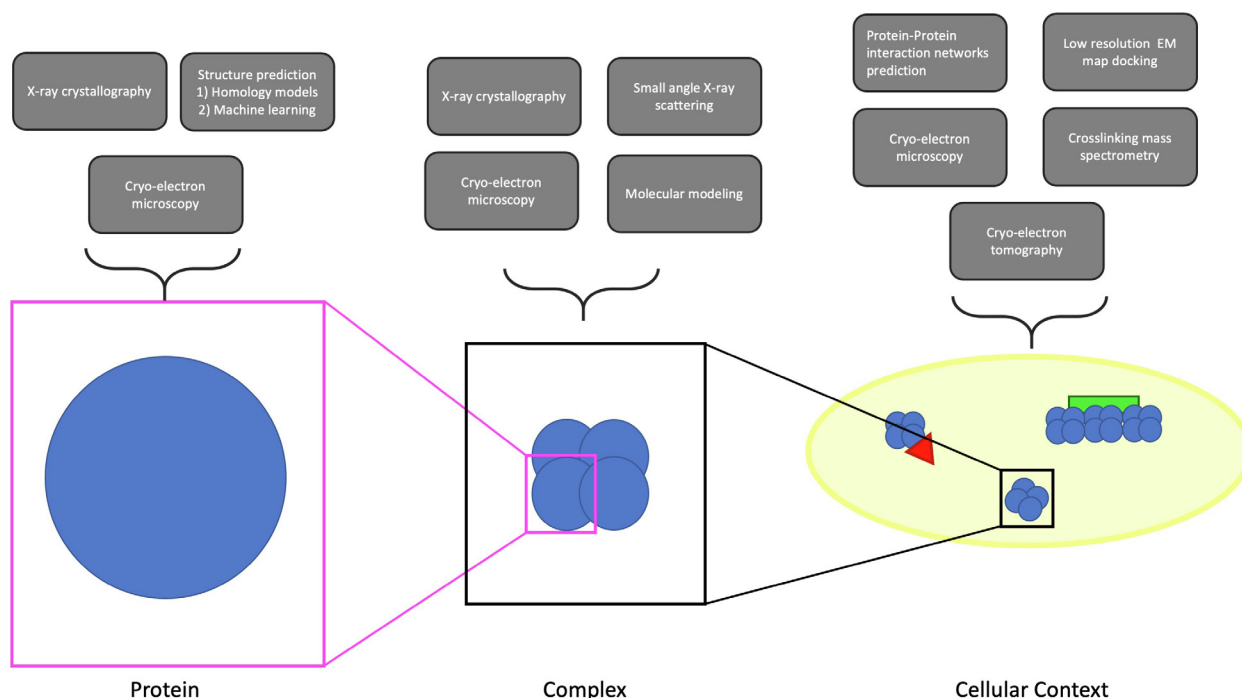 X-ray crystallography
Structure prediction
1) Homology models
2) Machine learning
Cryo-electron
microscopy
X-ray crystallography
Small angle X-ray
scattering
Cryo-electron
microscopy
Molecular modeling
Protein-Protein
interaction networks
prediction
Low resolution EM
map docking
Cryo-electron
microscopy
Crosslinking mass
spectrometry
Cryo-electron
tomography
Protein
Complex
Cellular Context